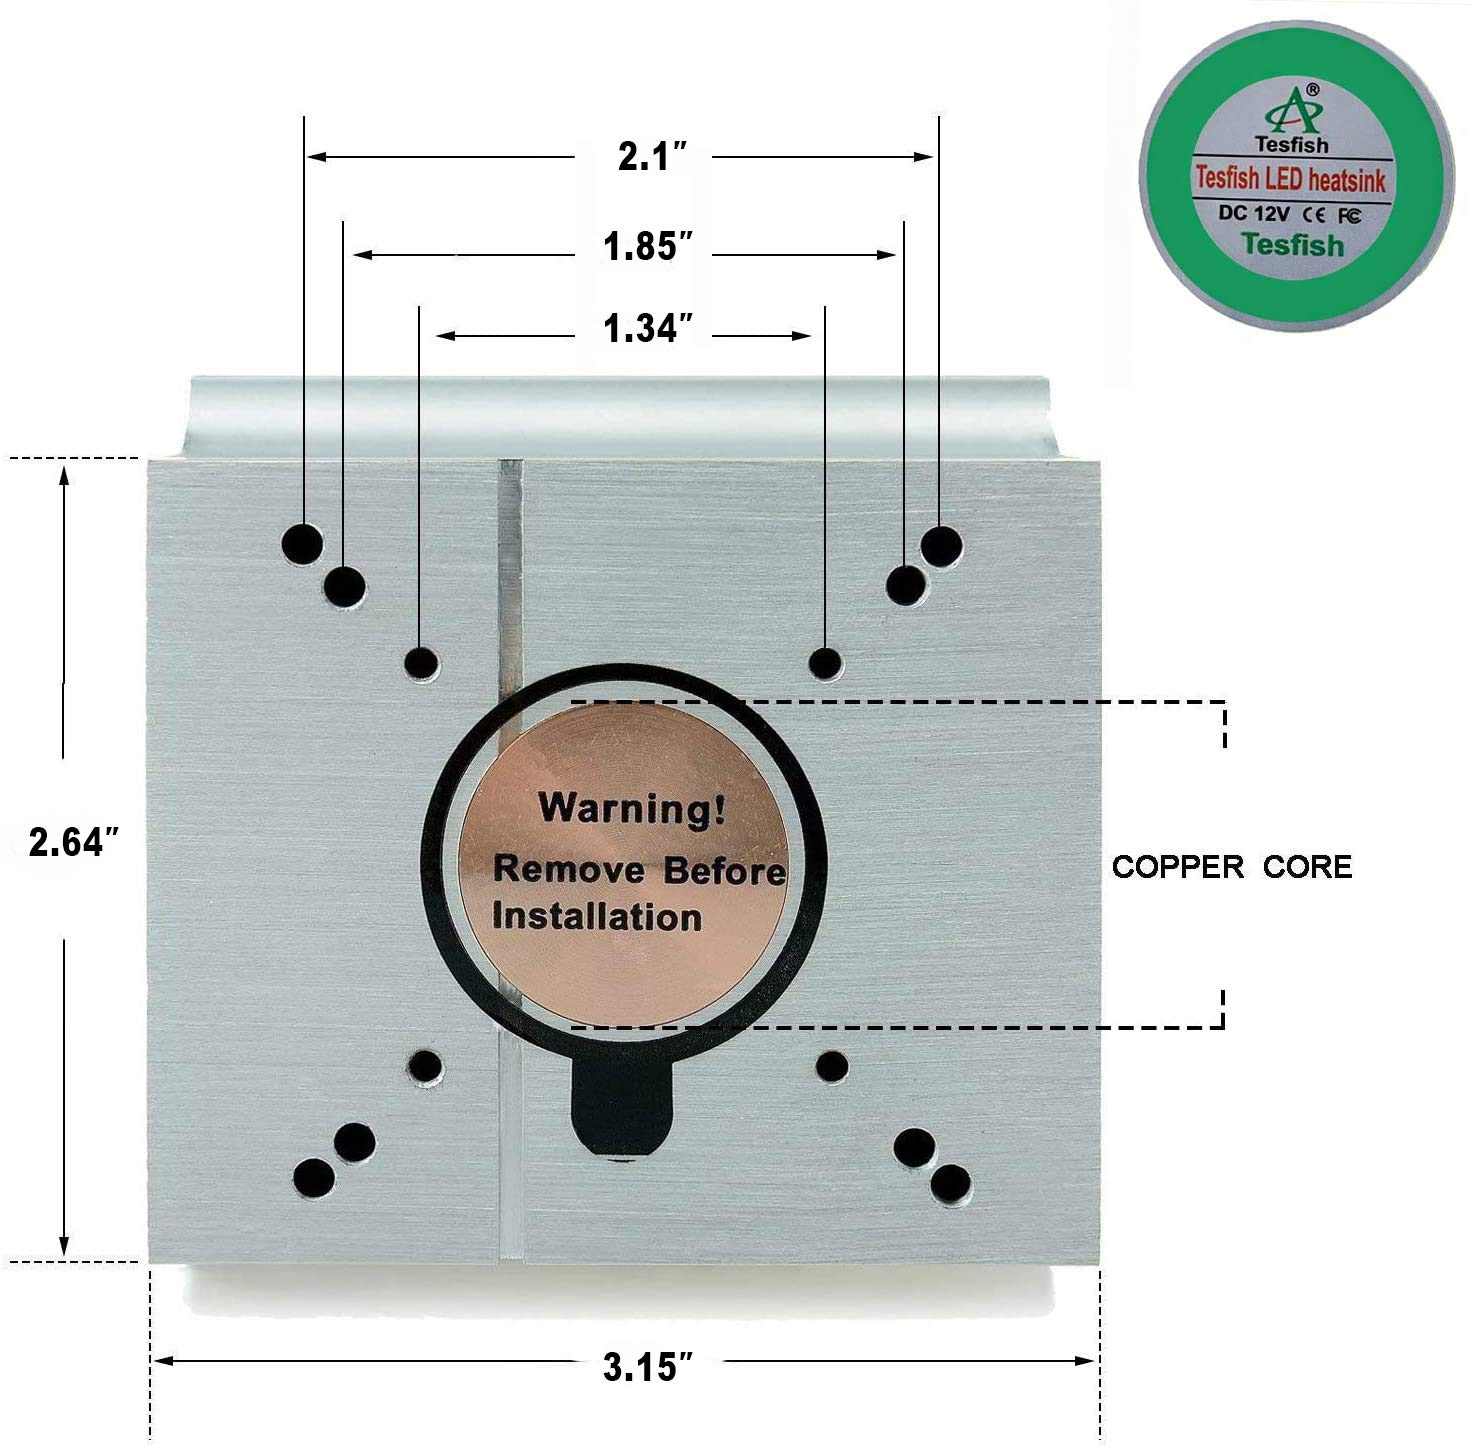 2.1"
1.85"
1.34"
A®
Tesfish
Tesfish LED heatsink
DC 12V CE FC
Tesfish
2.64"
Warning!
Remove Before
Installation
COPPER CORE
3.15"